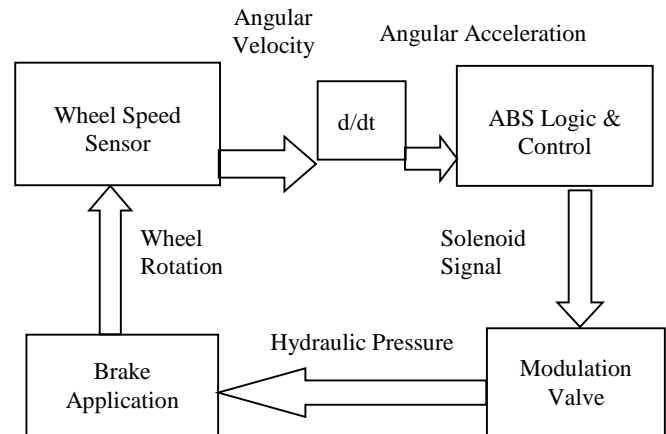 Angular
Velocity
Angular Acceleration
Wheel Speed
Sensor
d/dt
ABS Logic &
Control
Wheel
Rotation
Solenoid
Signal
Hydraulic Pressure
Brake
Application
Modulation
Valve